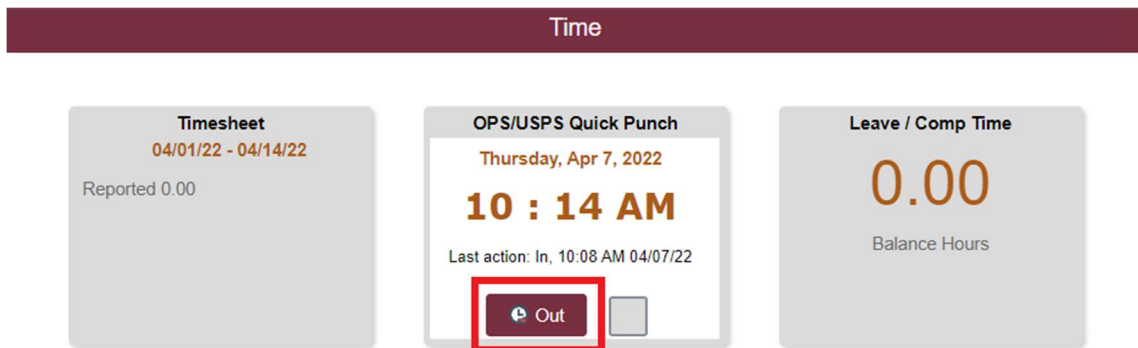 Time
Timesheet
04/01/22 - 04/14/22
Reported 0.00
OPS/USPS Quick Punch
Thursday, Apr 7, 2022
10 : 14 AM
Last action: In, 10:08 AM 04/07/22
Out
Leave / Comp Time
0.00
Balance Hours